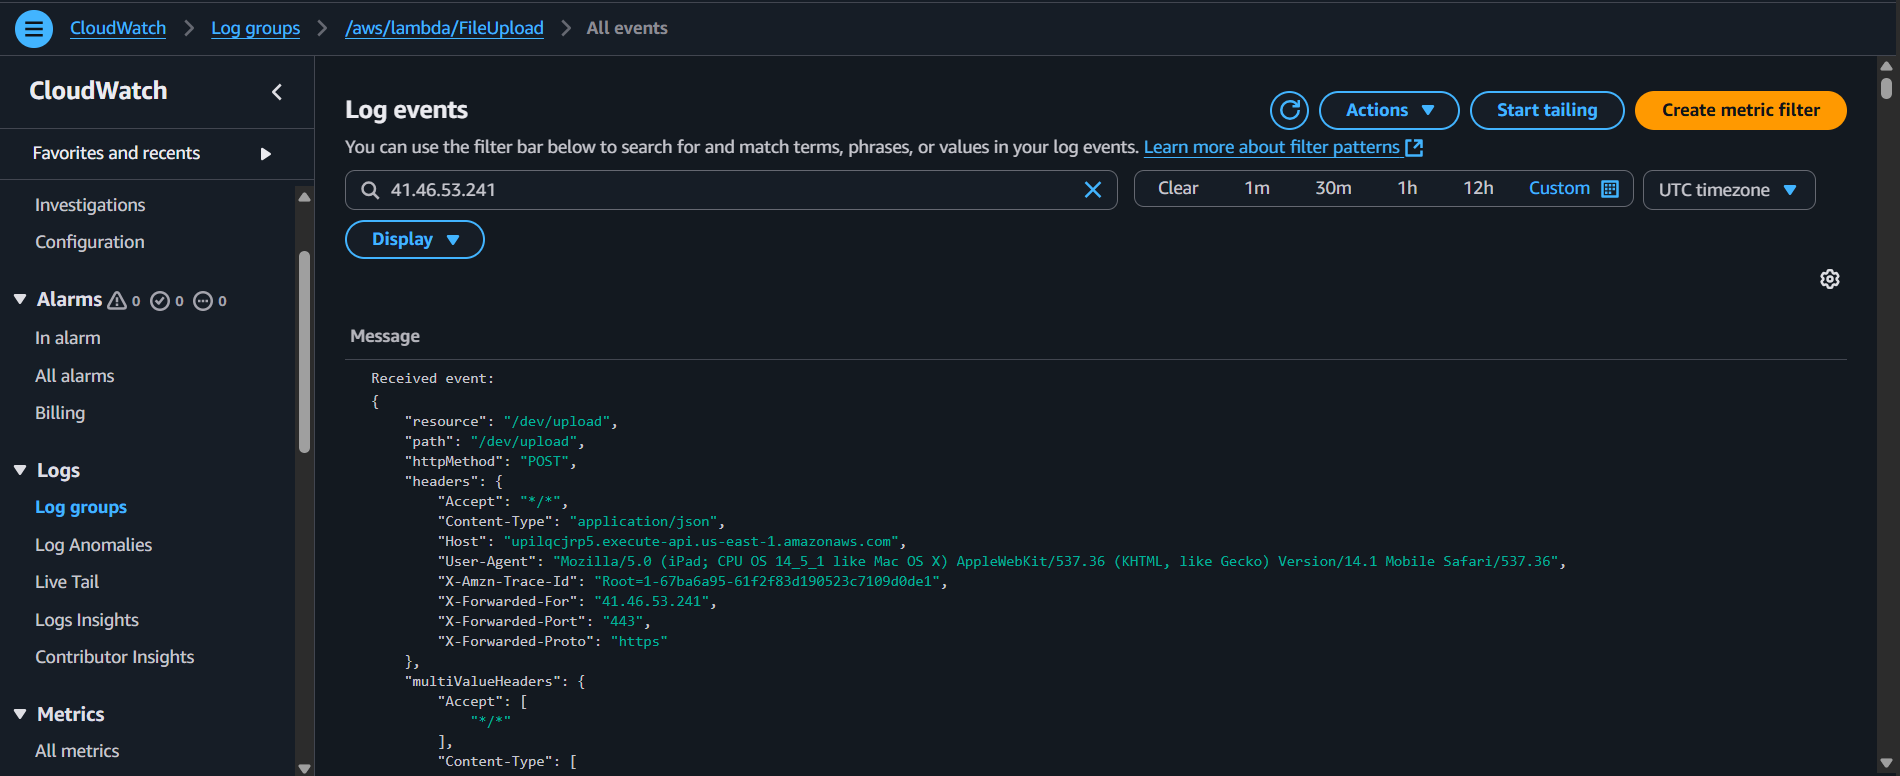 CloudWatch > Log groups > /aws/lambda/FileUpload > All events
CloudWatch
Favorites and recents
Investigations
Configuration
Alarms 0 0 0
In alarm
All alarms
Billing
Logs
Log groups
Log Anomalies
Live Tail
Logs Insights
Contributor Insights
Metrics
All metrics
Log events
Actions
Start tailing
Create metric filter
You can use the filter bar below to search for and match terms, phrases, or values in your log events. Learn more about filter patterns
41.46.53.241
Clear 1m 30m 1h 12h Custom
UTC timezone
Display
Message
Received event:
{
"resource": "/dev/upload",
"path": "/dev/upload",
"httpMethod": "POST",
"headers": {
"Accept": "*/*",
"Content-Type": "application/json",
"Host": "upilqcjrp5.execute-api.us-east-1.amazonaws.com",
"User-Agent": "Mozilla/5.0 (iPad; CPU OS 14_5_1 like Mac OS X) AppleWebKit/537.36 (KHTML, like Gecko) Version/14.1 Mobile Safari/537.36",
"X-Amzn-Trace-Id": "Root=1-67ba6a95-61f2f83d190523c7109d0de1",
"X-Forwarded-For": "41.46.53.241",
"X-Forwarded-Port": "443",
"X-Forwarded-Proto": "https"
},
"multiValueHeaders": {
"Accept": [
"*/*"
],
"Content-Type": [